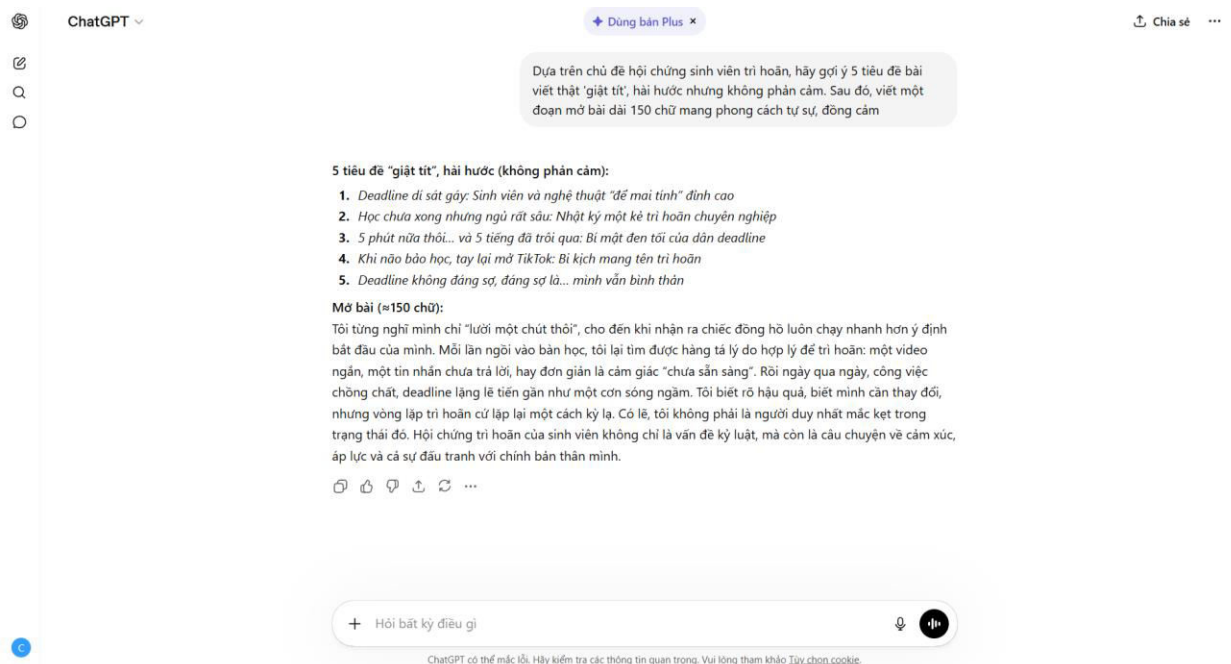 ChatGPT
Dùng bản Plus ×
Chia sẻ
Dựa trên chủ đề hội chứng sinh viên trì hoãn, hãy gợi ý 5 tiêu đề bài
viết thật 'giật tít', hài hước nhưng không phản cảm. Sau đó, viết một
đoạn mở bài dài 150 chữ mang phong cách tự sự, đồng cảm
5 tiêu đề "giật tít", hài hước (không phản cảm):
1. Deadline dí sát gáy: Sinh viên và nghệ thuật "để mai tính" đỉnh cao
2. Học chưa xong nhưng ngủ rất sâu: Nhật ký một kẻ trì hoãn chuyên nghiệp
3. 5 phút nữa thôi... và 5 tiếng đã trôi qua: Bí mật đen tối của dân deadline
4. Khi não bảo học, tay lại mở TikTok: Bi kịch mang tên trì hoãn
5. Deadline không đáng sợ, đáng sợ là... mình vẫn bình thản
Mở bài (≈150 chữ):
Tôi từng nghĩ mình chỉ "lười một chút thôi", cho đến khi nhận ra chiếc đồng hồ luôn chạy nhanh hơn ý định
bắt đầu của mình. Mỗi lần ngồi vào bàn học, tôi lại tìm được hàng tá lý do hợp lý để trì hoãn: một video
ngắn, một tin nhắn chưa trả lời, hay đơn giản là cảm giác "chưa sẵn sàng". Rồi ngày qua ngày, công việc
chồng chất, deadline lặng lẽ tiến gần như một cơn sóng ngầm. Tôi biết rõ hậu quả, biết mình cần thay đổi,
nhưng vòng lặp trì hoãn cứ lặp lại một cách kỳ lạ. Có lẽ, tôi không phải là người duy nhất mắc kẹt trong
trạng thái đó. Hội chứng trì hoãn của sinh viên không chỉ là vấn đề kỷ luật, mà còn là câu chuyện về cảm xúc,
áp lực và cả sự đấu tranh với chính bản thân mình.
Hỏi bất kỳ điều gì
C
ChatGPT có thể mắc lỗi. Hãy kiểm tra các thông tin quan trọng. Vui lòng tham khảo Tùy chọn cookie.